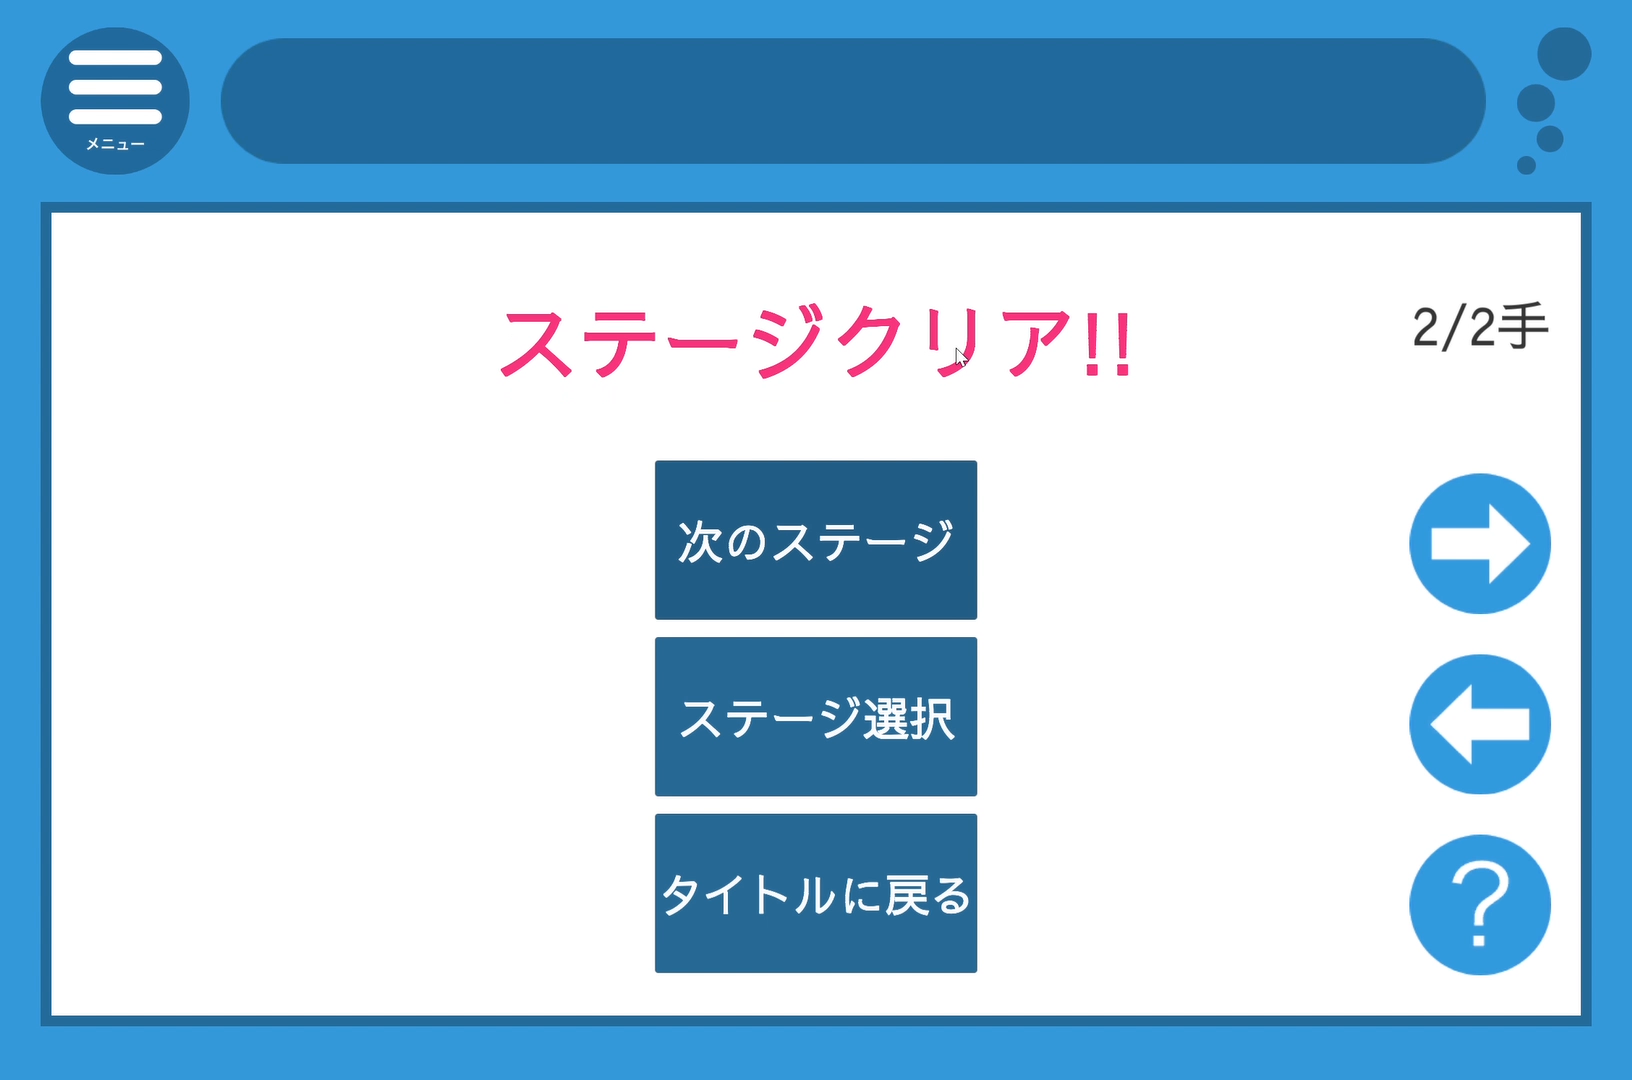 メニュー
ステージクリア!!
2/2手
次のステージ
ステージ選択
タイトルに戻る
?